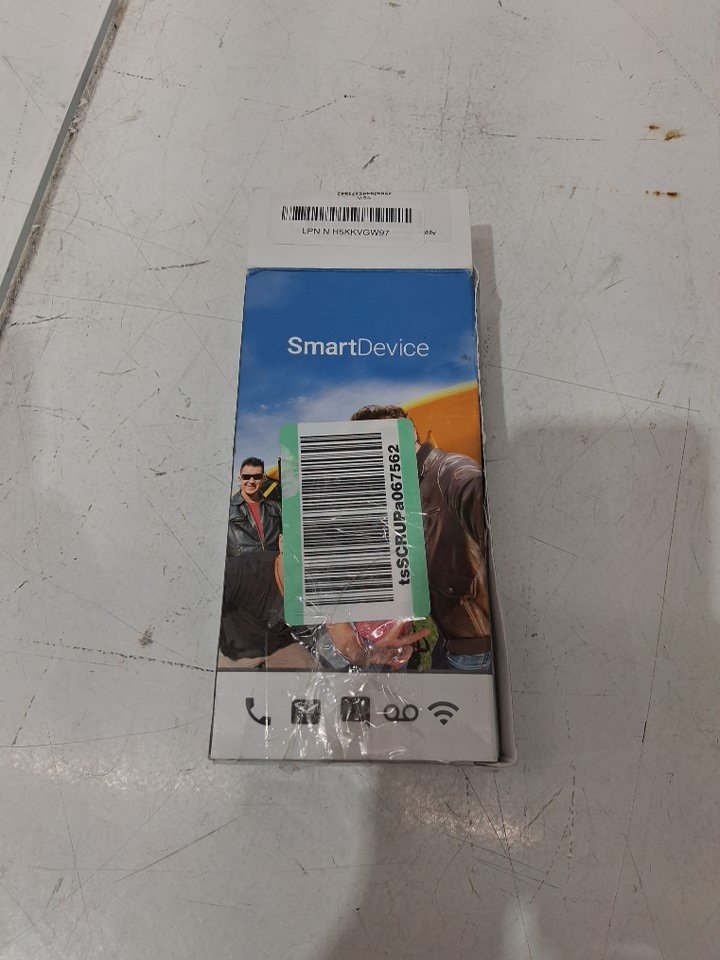 LPN N H5KKVGW97
SmartDevice
tsSCRUPa067562